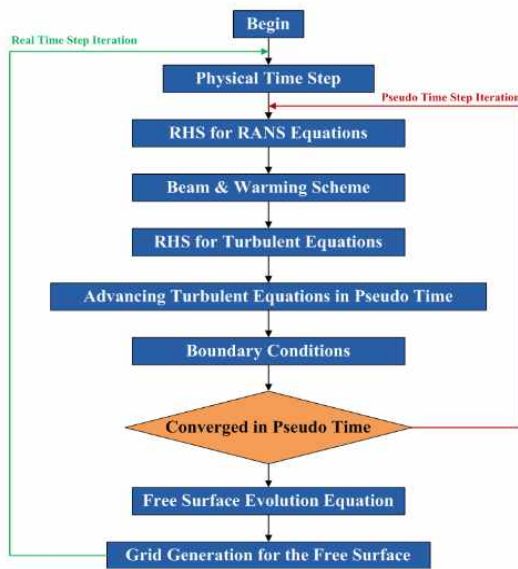 Begin
Real Time Step Iteration
Physical Time Step
Pseudo Time Step Iteration
RHS for RANS Equations
Beam & Warming Scheme
RHS for Turbulent Equations
Advancing Turbulent Equations in Pseudo Time
Boundary Conditions
Converged in Pseudo Time
Free Surface Evolution Equation
Grid Generation for the Free Surface